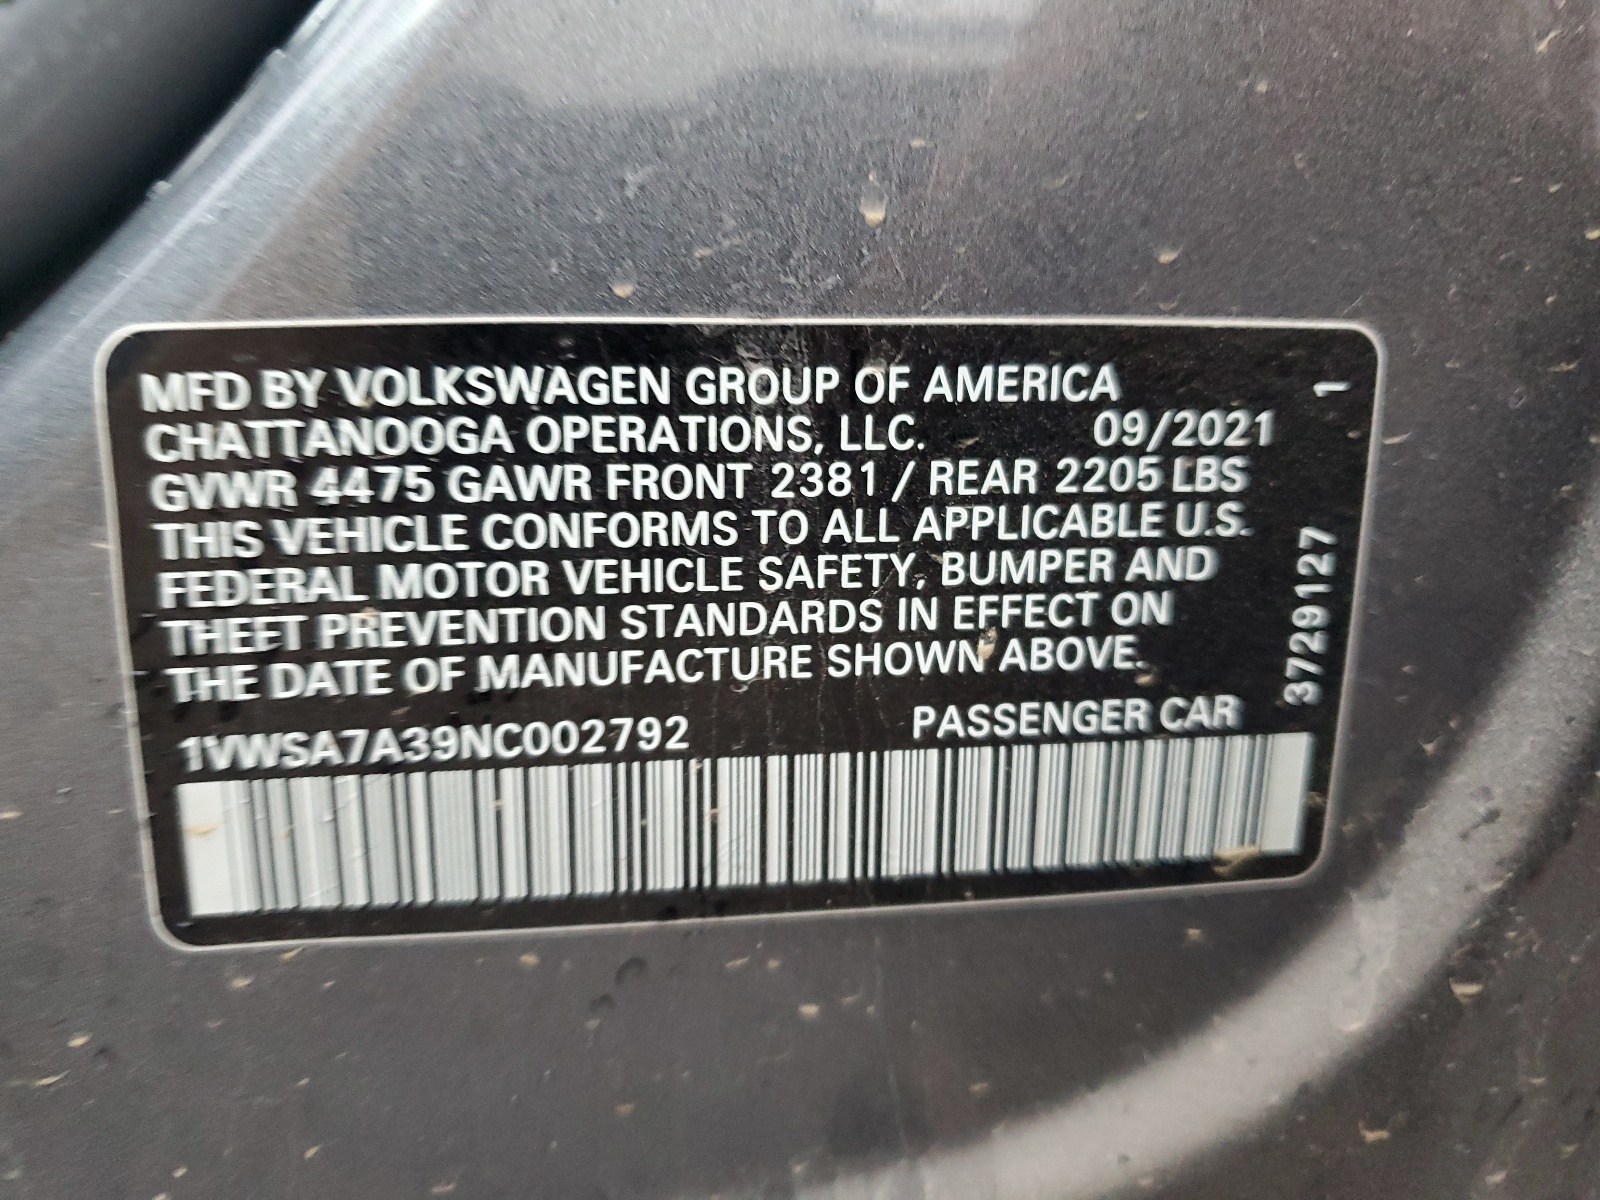 MFD BY VOLKSWAGEN GROUP OF AMERICA
CHATTANOOGA OPERATIONS, LLC. 09/2021
GVWR 4475 GAWR FRONT 2381 / REAR 2205 LBS
THIS VEHICLE CONFORMS TO ALL APPLICABLE U.S.
FEDERAL MOTOR VEHICLE SAFETY, BUMPER AND
THEFT PREVENTION STANDARDS IN EFFECT ON
THE DATE OF MANUFACTURE SHOWN ABOVE.
1VWSA7A39NC002792 PASSENGER CAR
3729127 1